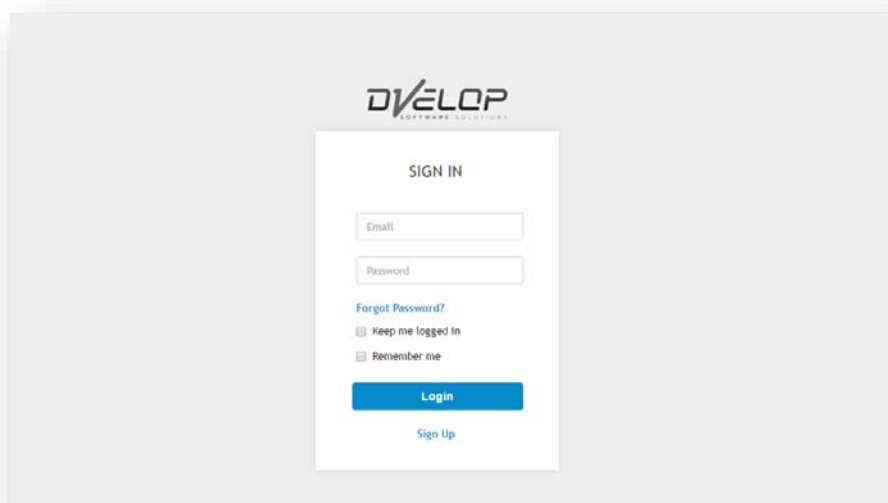 DVELOP
SOFTWARE SOLUTIONS
SIGN IN
Email
Password
Forgot Password?
Keep me logged in
Remember me
Login
Sign Up